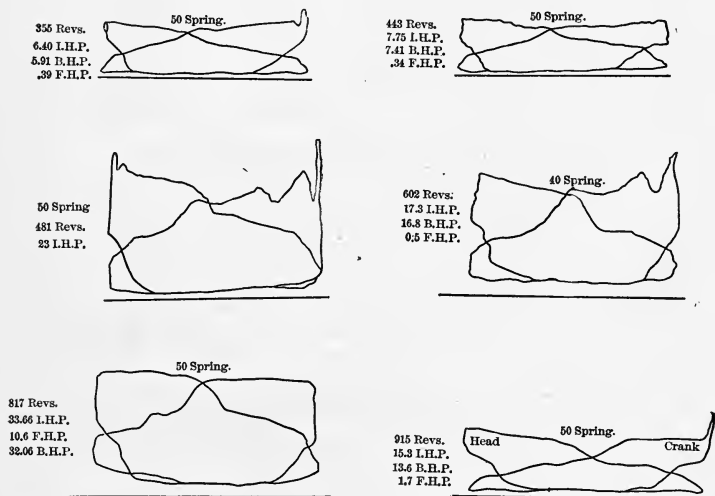 50 Spring.
355 Revs.
6.40 I.H.P.
5.91 B.H.P.
.39 F.H.P.
50 Spring.
443 Revs.
7.75 I.H.P.
7.41 B.H.P.
.34 F.H.P.
50 Spring
481 Revs.
23 I.H.P.
40 Spring.
602 Revs.
17.3 I.H.P.
16.8 B.H.P.
0.5 F.H.P.
50 Spring.
817 Revs.
33.66 I.H.P.
10.6 F.H.P.
32.06 B.H.P.
50 Spring.
915 Revs.
Head
Crank
15.3 I.H.P.
13.6 B.H.P.
1.7 F.H.P.